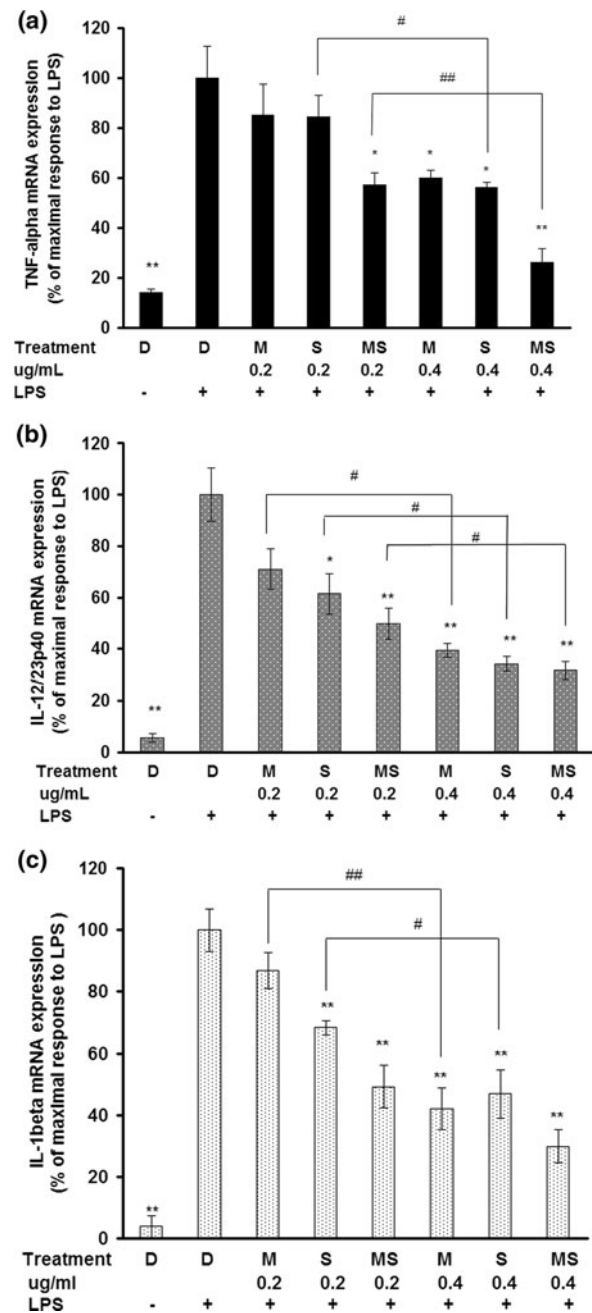 (a)
TNF-alpha mRNA expression
(% of maximal response to LPS)
120
100
80
60
40
20
0
#
##
**
*
*
*
**
Treatment D D M S MS M S MS
ug/mL 0.2 0.2 0.2 0.4 0.4 0.4
LPS - + + + + + + +
(b)
IL-12/23p40 mRNA expression
(% of maximal response to LPS)
120
100
80
60
40
20
0
#
#
#
**
*
**
**
**
**
Treatment D D M S MS M S MS
ug/mL 0.2 0.2 0.2 0.4 0.4 0.4
LPS - + + + + + + +
(c)
IL-1beta mRNA expression
(% of maximal response to LPS )
120
100
80
60
40
20
0
##
#
**
**
**
**
**
**
Treatment D D M S MS M S MS
ug/ml 0.2 0.2 0.2 0.4 0.4 0.4
LPS - + + + + + + +